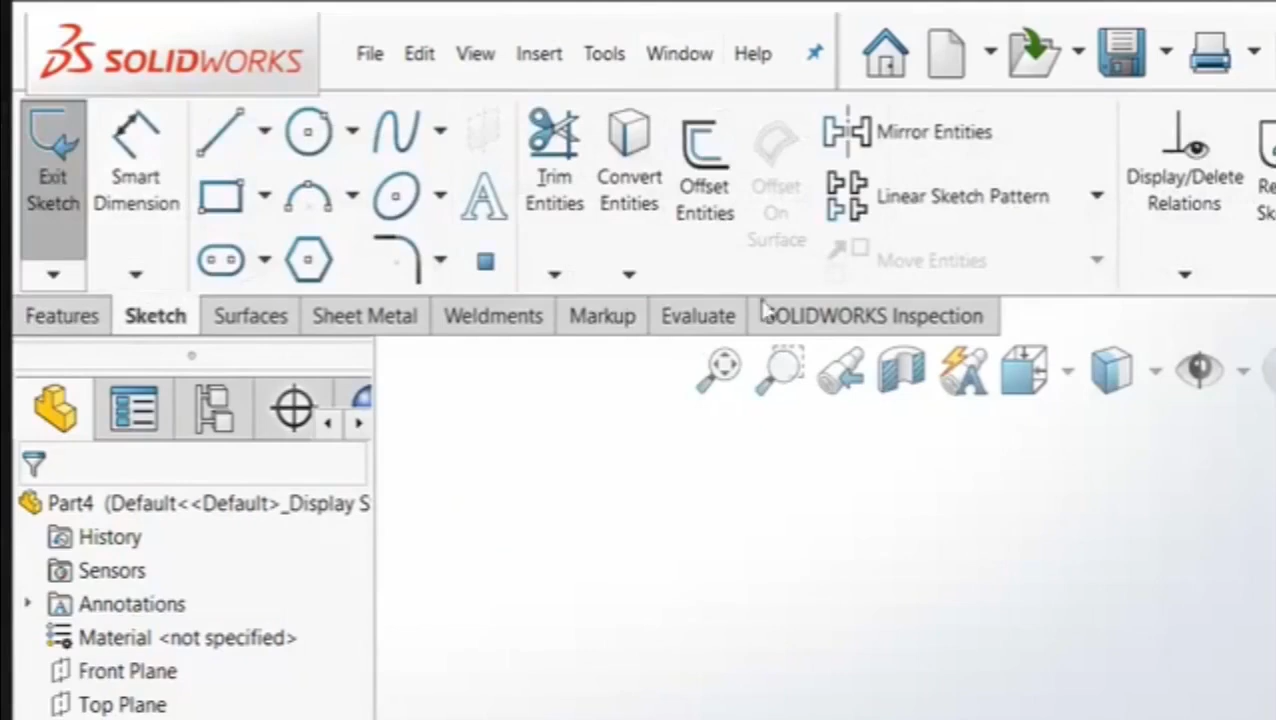 SOLIDWORKS File Edit View Insert Tools Window Help
Exit Sketch
Smart Dimension
Trim Entities
Convert Entities
Offset Entities
Offset On Surface
Mirror Entities
Linear Sketch Pattern
Move Entities
Display/Delete Relations
Features Sketch Surfaces Sheet Metal Weldments Markup Evaluate SOLIDWORKS Inspection
Part4 (Default<<Default>_Display S
History
Sensors
Annotations
Material <not specified>
Front Plane
Top Plane